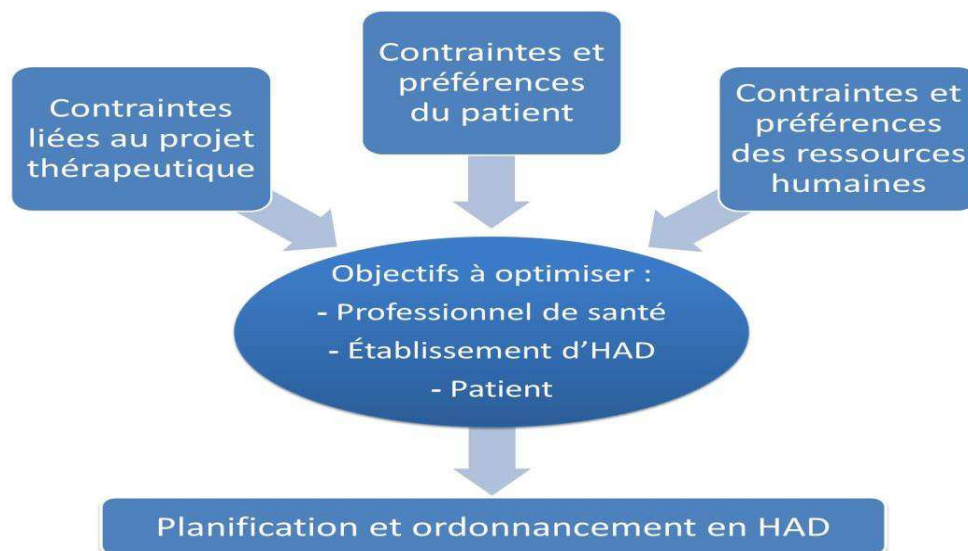 Contraintes
liées au projet
thérapeutique
Contraintes et
préférences
du patient
Contraintes et
préférences
des ressources
humaines
Objectifs à optimiser :
- Professionnel de santé
- Établissement d’HAD
- Patient
Planification et ordonnancement en HAD